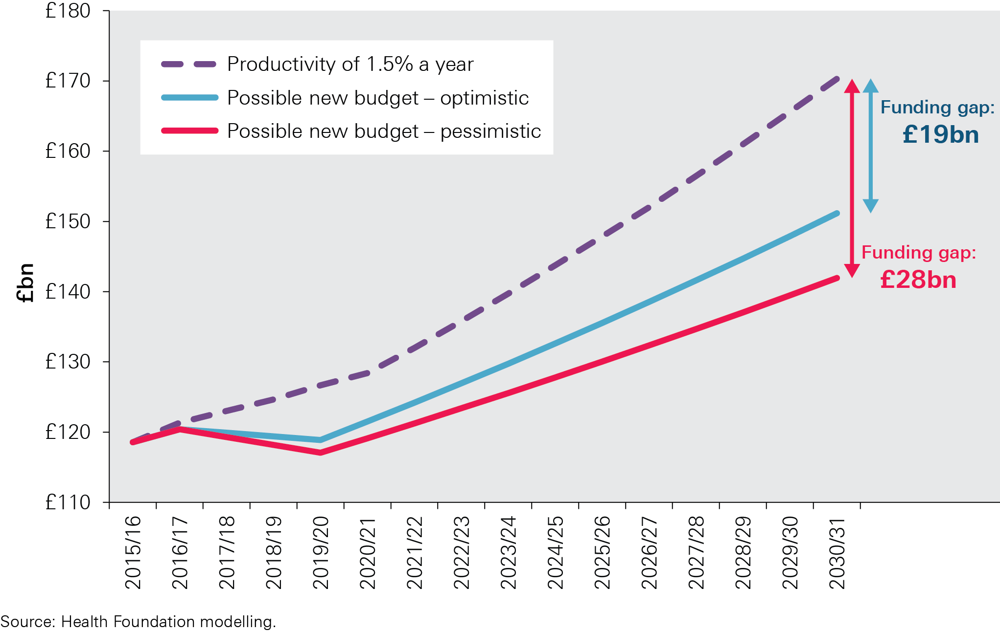 £180
£170
£160
£150
£140
£130
£120
£110
£bn
Productivity of 1.5% a year
Possible new budget – optimistic
Possible new budget – pessimistic
Funding gap:
£19bn
Funding gap:
£28bn
2015/16
2016/17
2017/18
2018/19
2019/20
2020/21
2021/22
2022/23
2023/24
2024/25
2025/26
2026/27
2027/28
2028/29
2029/30
2030/31
Source: Health Foundation modelling.